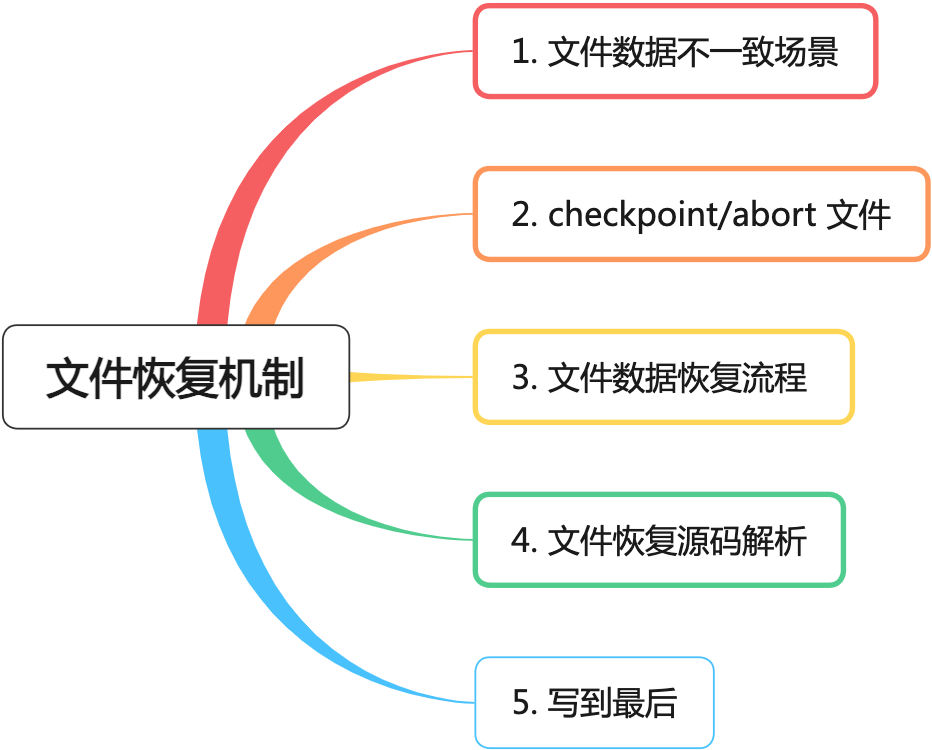 1. 文件数据不一致场景
2. checkpoint/abort 文件
文件恢复机制
3. 文件数据恢复流程
4. 文件恢复源码解析
5. 写到最后